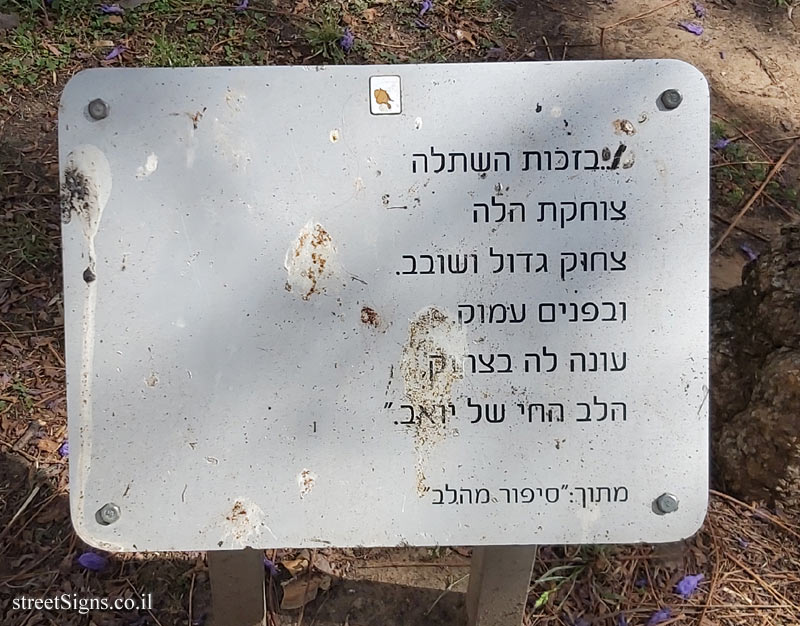 "בזכות השתלה
צוחקת הלה
צחוק גדול ושובב.
ובפנים עמוק
עונה לה בצחוק
הלב החי של יואב."
מתוך:"סיפור מהלב"
streetSigns.co.il